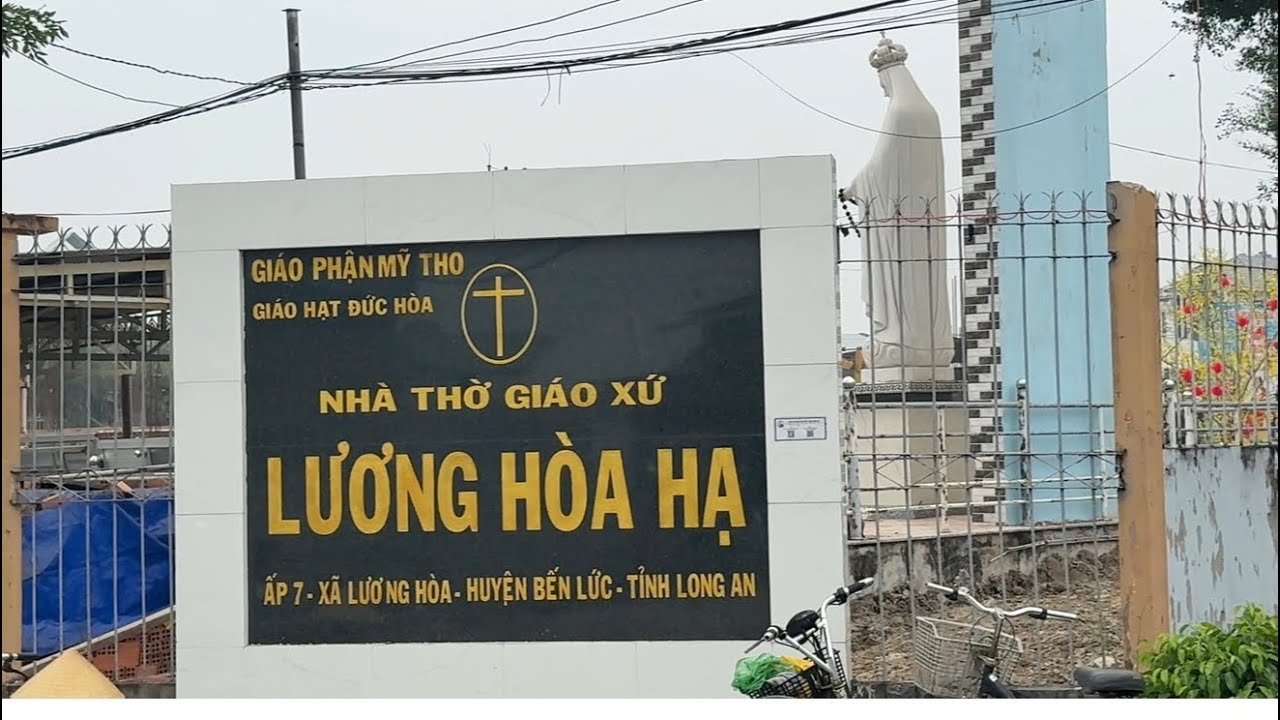 GIÁO PHẬN MỸ THO
GIÁO HẠT ĐỨC HÒA
NHÀ THỜ GIÁO XỨ
LƯƠNG HÒA HẠ
ẤP 7 - XÃ LƯƠNG HÒA - HUYỆN BẾN LỨC - TỈNH LONG AN